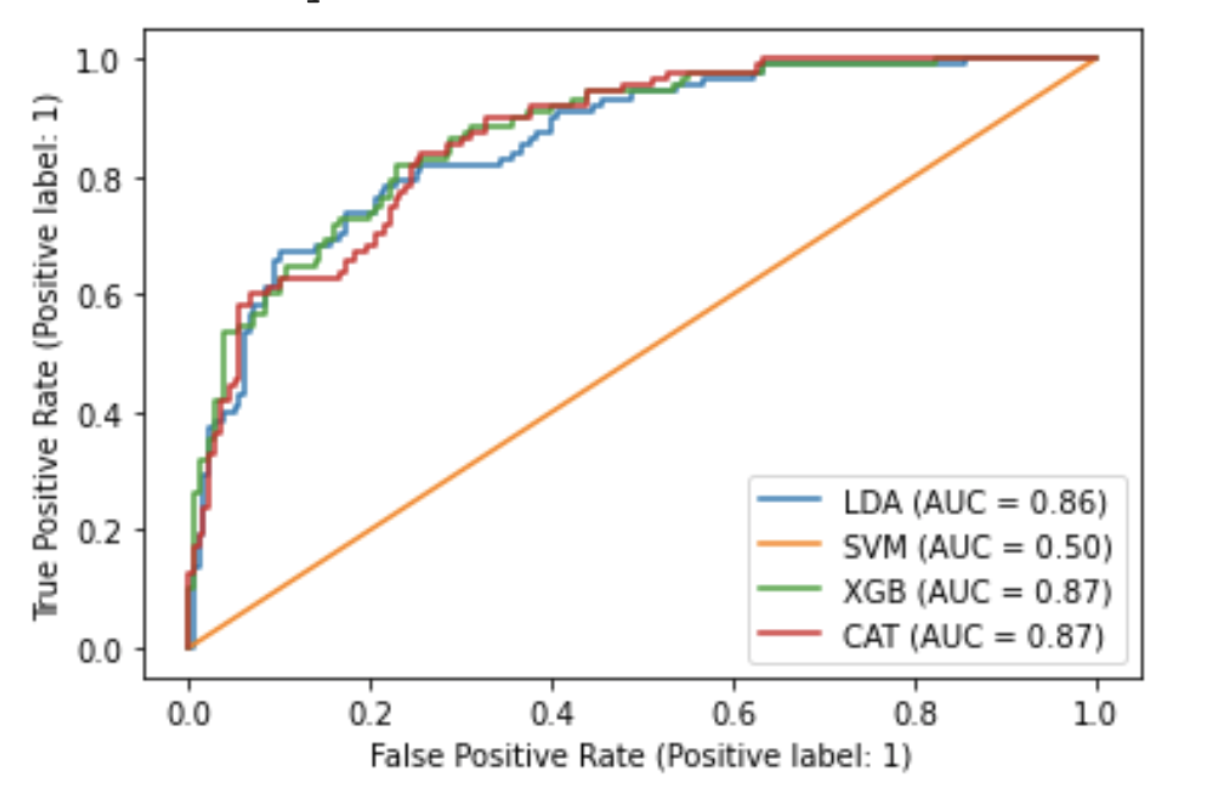 1.0
0.8
0.6
0.4
0.2
0.0
True Positive Rate (Positive label: 1)
LDA (AUC = 0.86)
SVM (AUC = 0.50)
XGB (AUC = 0.87)
CAT (AUC = 0.87)
0.0 0.2 0.4 0.6 0.8 1.0
False Positive Rate (Positive label: 1)